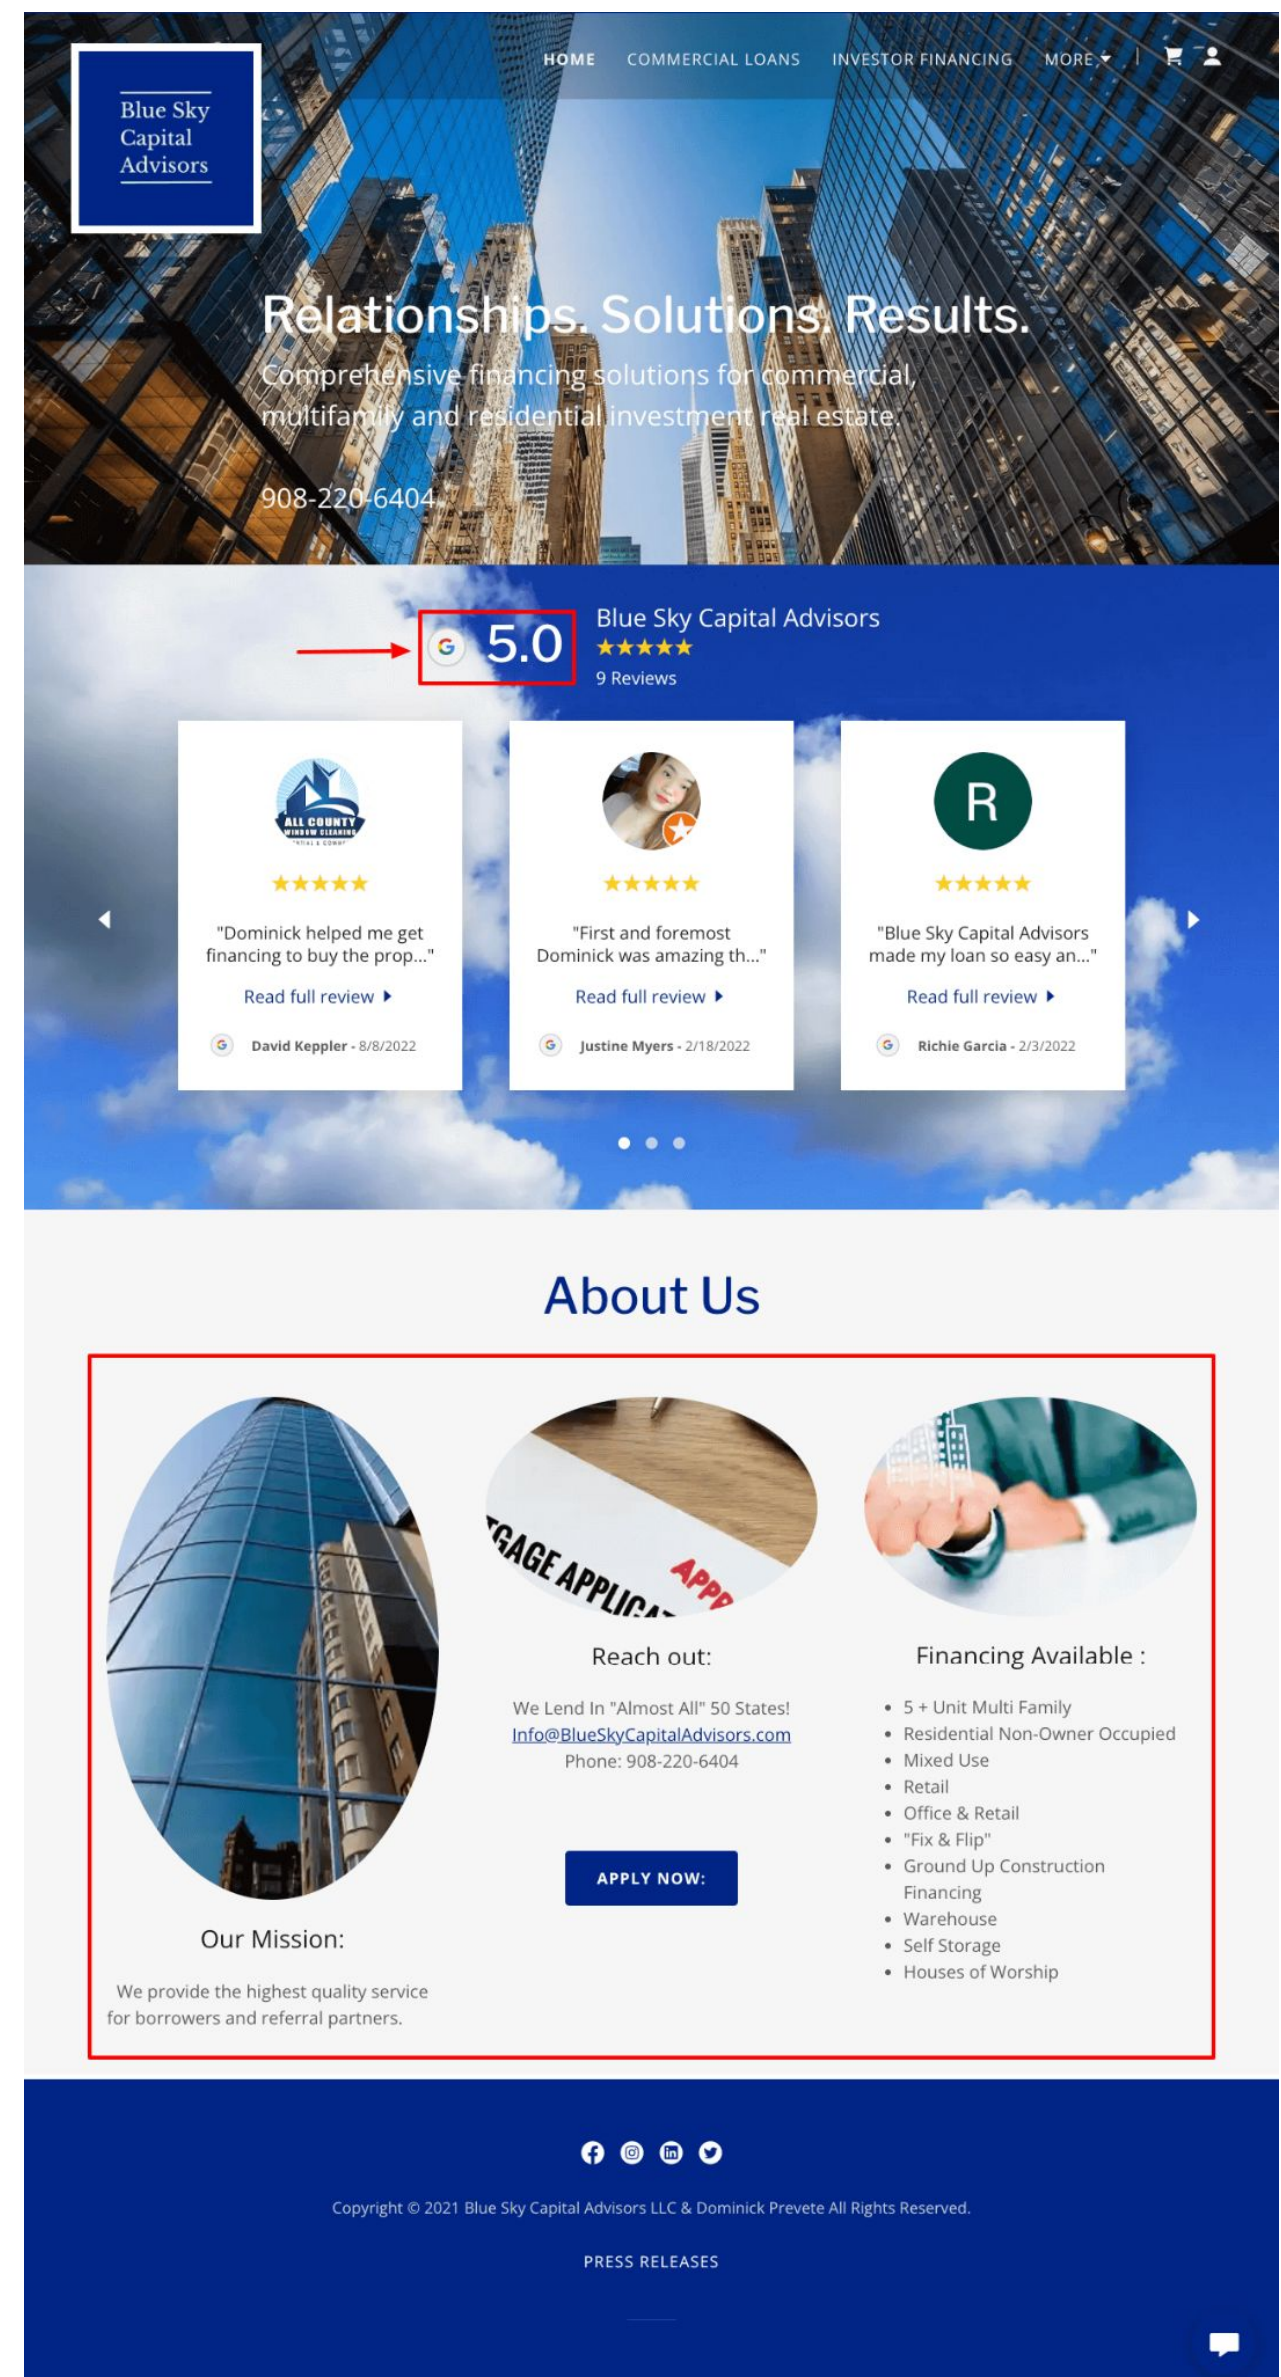 Blue Sky
Capital
Advisors
HOME COMMERCIAL LOANS INVESTOR FINANCING MORE
Relationships. Solutions. Results.
Comprehensive financing solutions for commercial,
multifamily and residential investment real estate.
908-220-6404
G 5.0
Blue Sky Capital Advisors
9 Reviews
ALL COUNTY
WINDOW CLEANING
"Dominick helped me get
financing to buy the prop..."
Read full review
G David Keppler - 8/8/2022
"First and foremost
Dominick was amazing th..."
Read full review
G Justine Myers - 2/18/2022
R
"Blue Sky Capital Advisors
made my loan so easy an..."
Read full review
G Richie Garcia - 2/3/2022
About Us
Our Mission:
We provide the highest quality service
for borrowers and referral partners.
TGAGE APPLICAT
APPR
Reach out:
We Lend In "Almost All" 50 States!
Info@BlueSkyCapitalAdvisors.com
Phone: 908-220-6404
APPLY NOW:
Financing Available :
5 + Unit Multi Family
Residential Non-Owner Occupied
Mixed Use
Retail
Office & Retail
"Fix & Flip"
Ground Up Construction
Financing
Warehouse
Self Storage
Houses of Worship
Copyright © 2021 Blue Sky Capital Advisors LLC & Dominick Prevete All Rights Reserved.
PRESS RELEASES